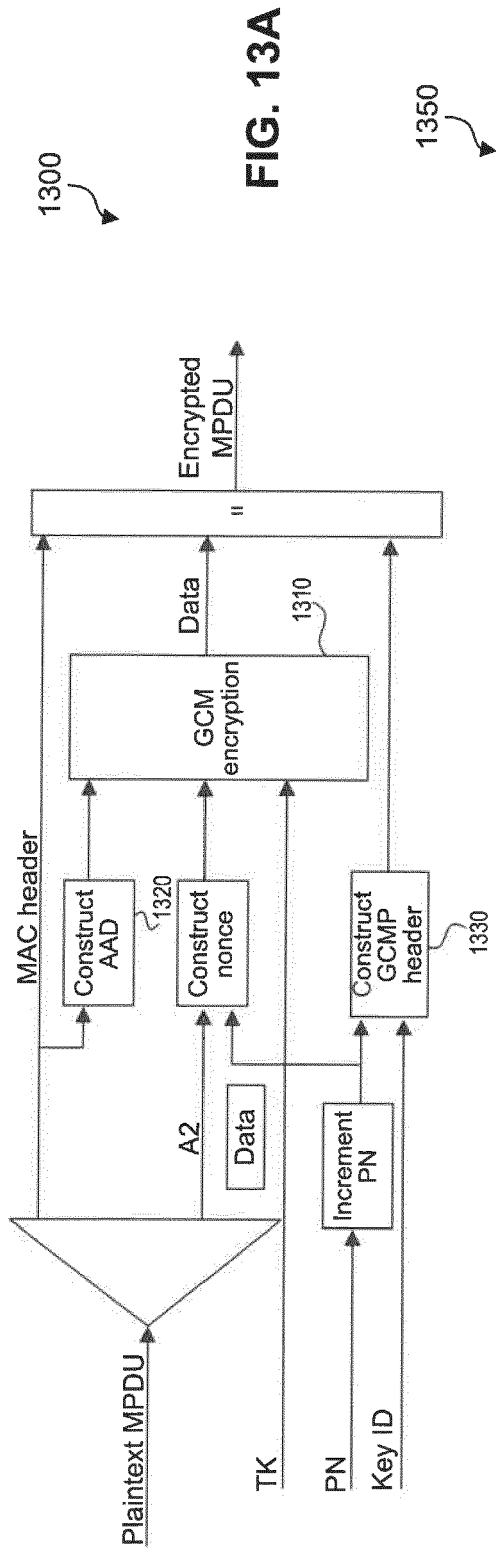 1300
FIG. 13A
1350
Plaintext MPDU
MAC header
Construct
AAD
1320
A2
Construct
nonce
Data
GCM
encryption
1310
Data
Encrypted
MPDU
=
TK
PN
Increment
PN
Key ID
Construct
GCMP
header
1330